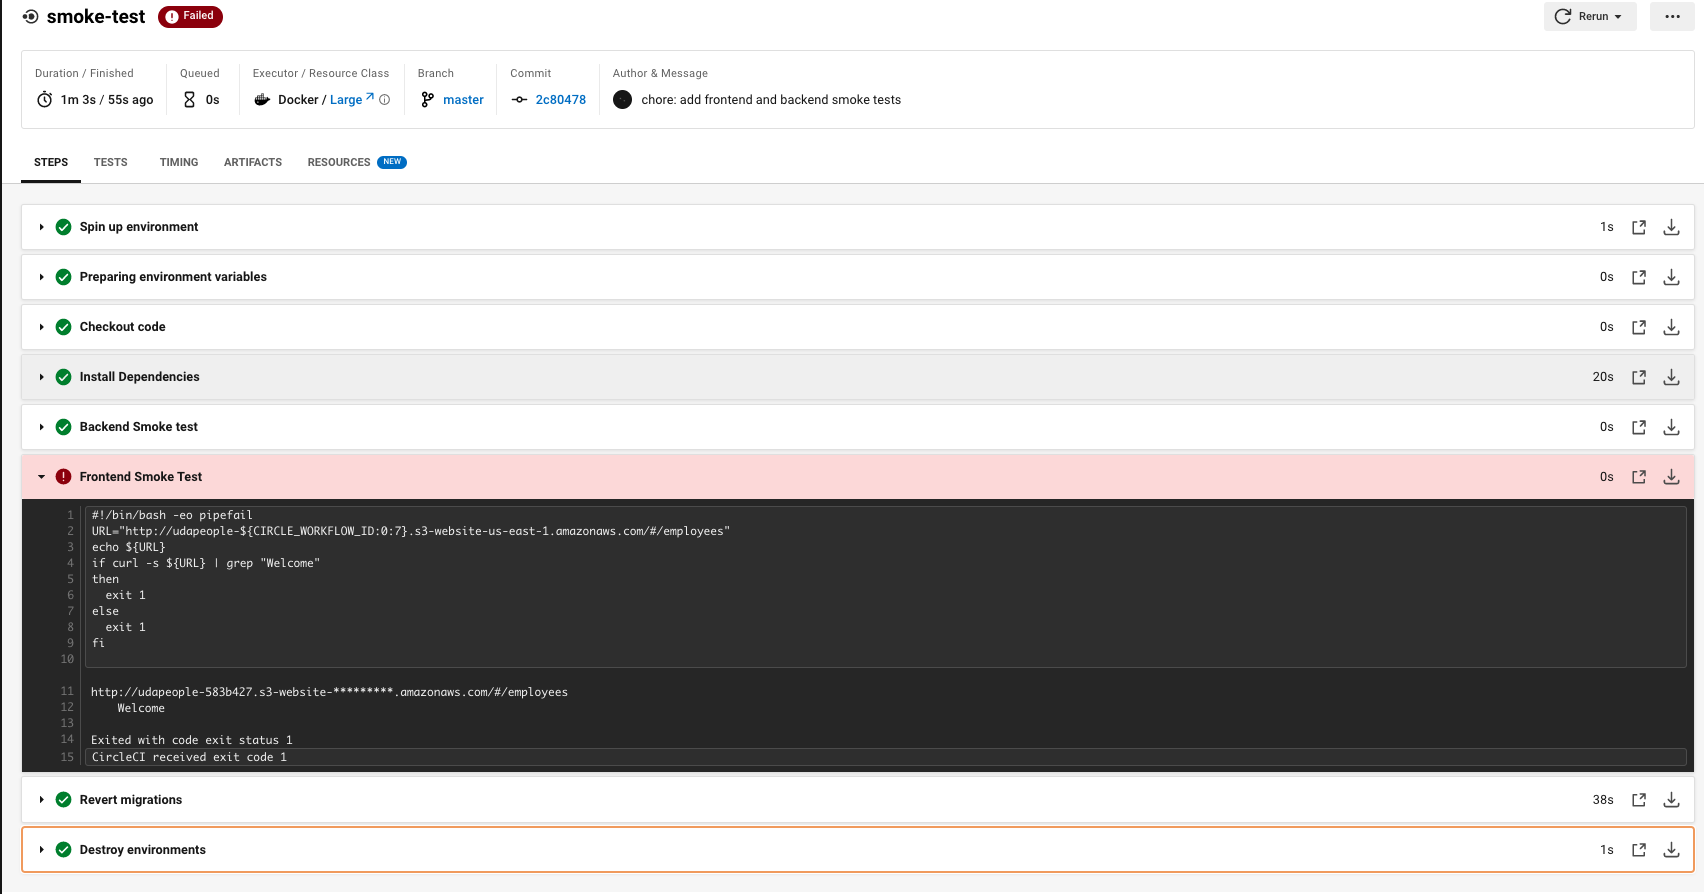 smoke-test Failed Rerun
Duration / Finished Queued Executor / Resource Class Branch Commit Author & Message
1m 3s / 55s ago 0s Docker / Large master 2c80478 chore: add frontend and backend smoke tests
STEPS TESTS TIMING ARTIFACTS RESOURCES NEW
Spin up environment 1s
Preparing environment variables 0s
Checkout code 0s
Install Dependencies 20s
Backend Smoke test 0s
Frontend Smoke Test 0s
1 #!/bin/bash -eo pipefail
2 URL="http://udapeople-${CIRCLE_WORKFLOW_ID:0:7}.s3-website-us-east-1.amazonaws.com/#/employees"
3 echo ${URL}
4 if curl -s ${URL} | grep "Welcome"
5 then
6 exit 1
7 else
8 exit 1
9 fi
10
11 http://udapeople-583b427.s3-website-*********.amazonaws.com/#/employees
12 Welcome
13
14 Exited with code exit status 1
15 CircleCI received exit code 1
Revert migrations 38s
Destroy environments 1s